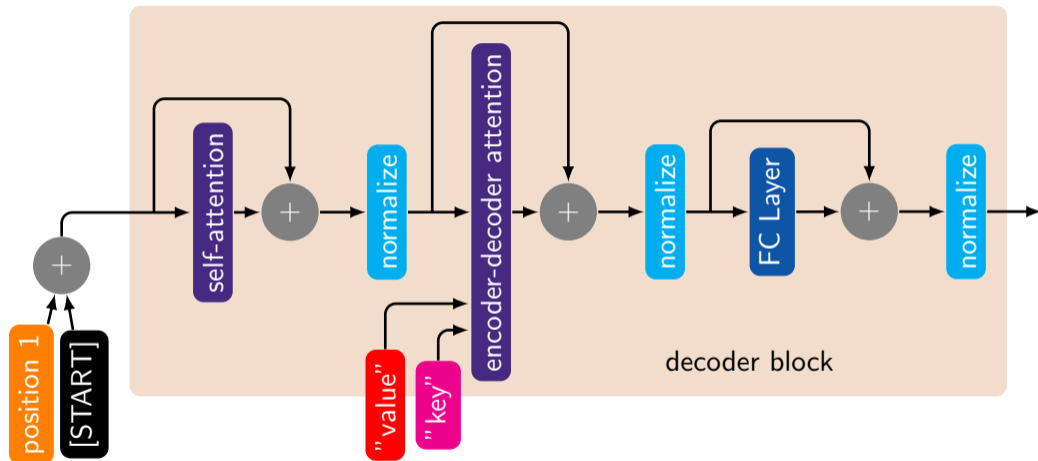 position 1
[START]
+
self-attention
+
normalize
"value"
"key"
encoder-decoder attention
+
normalize
FC Layer
+
normalize
decoder block